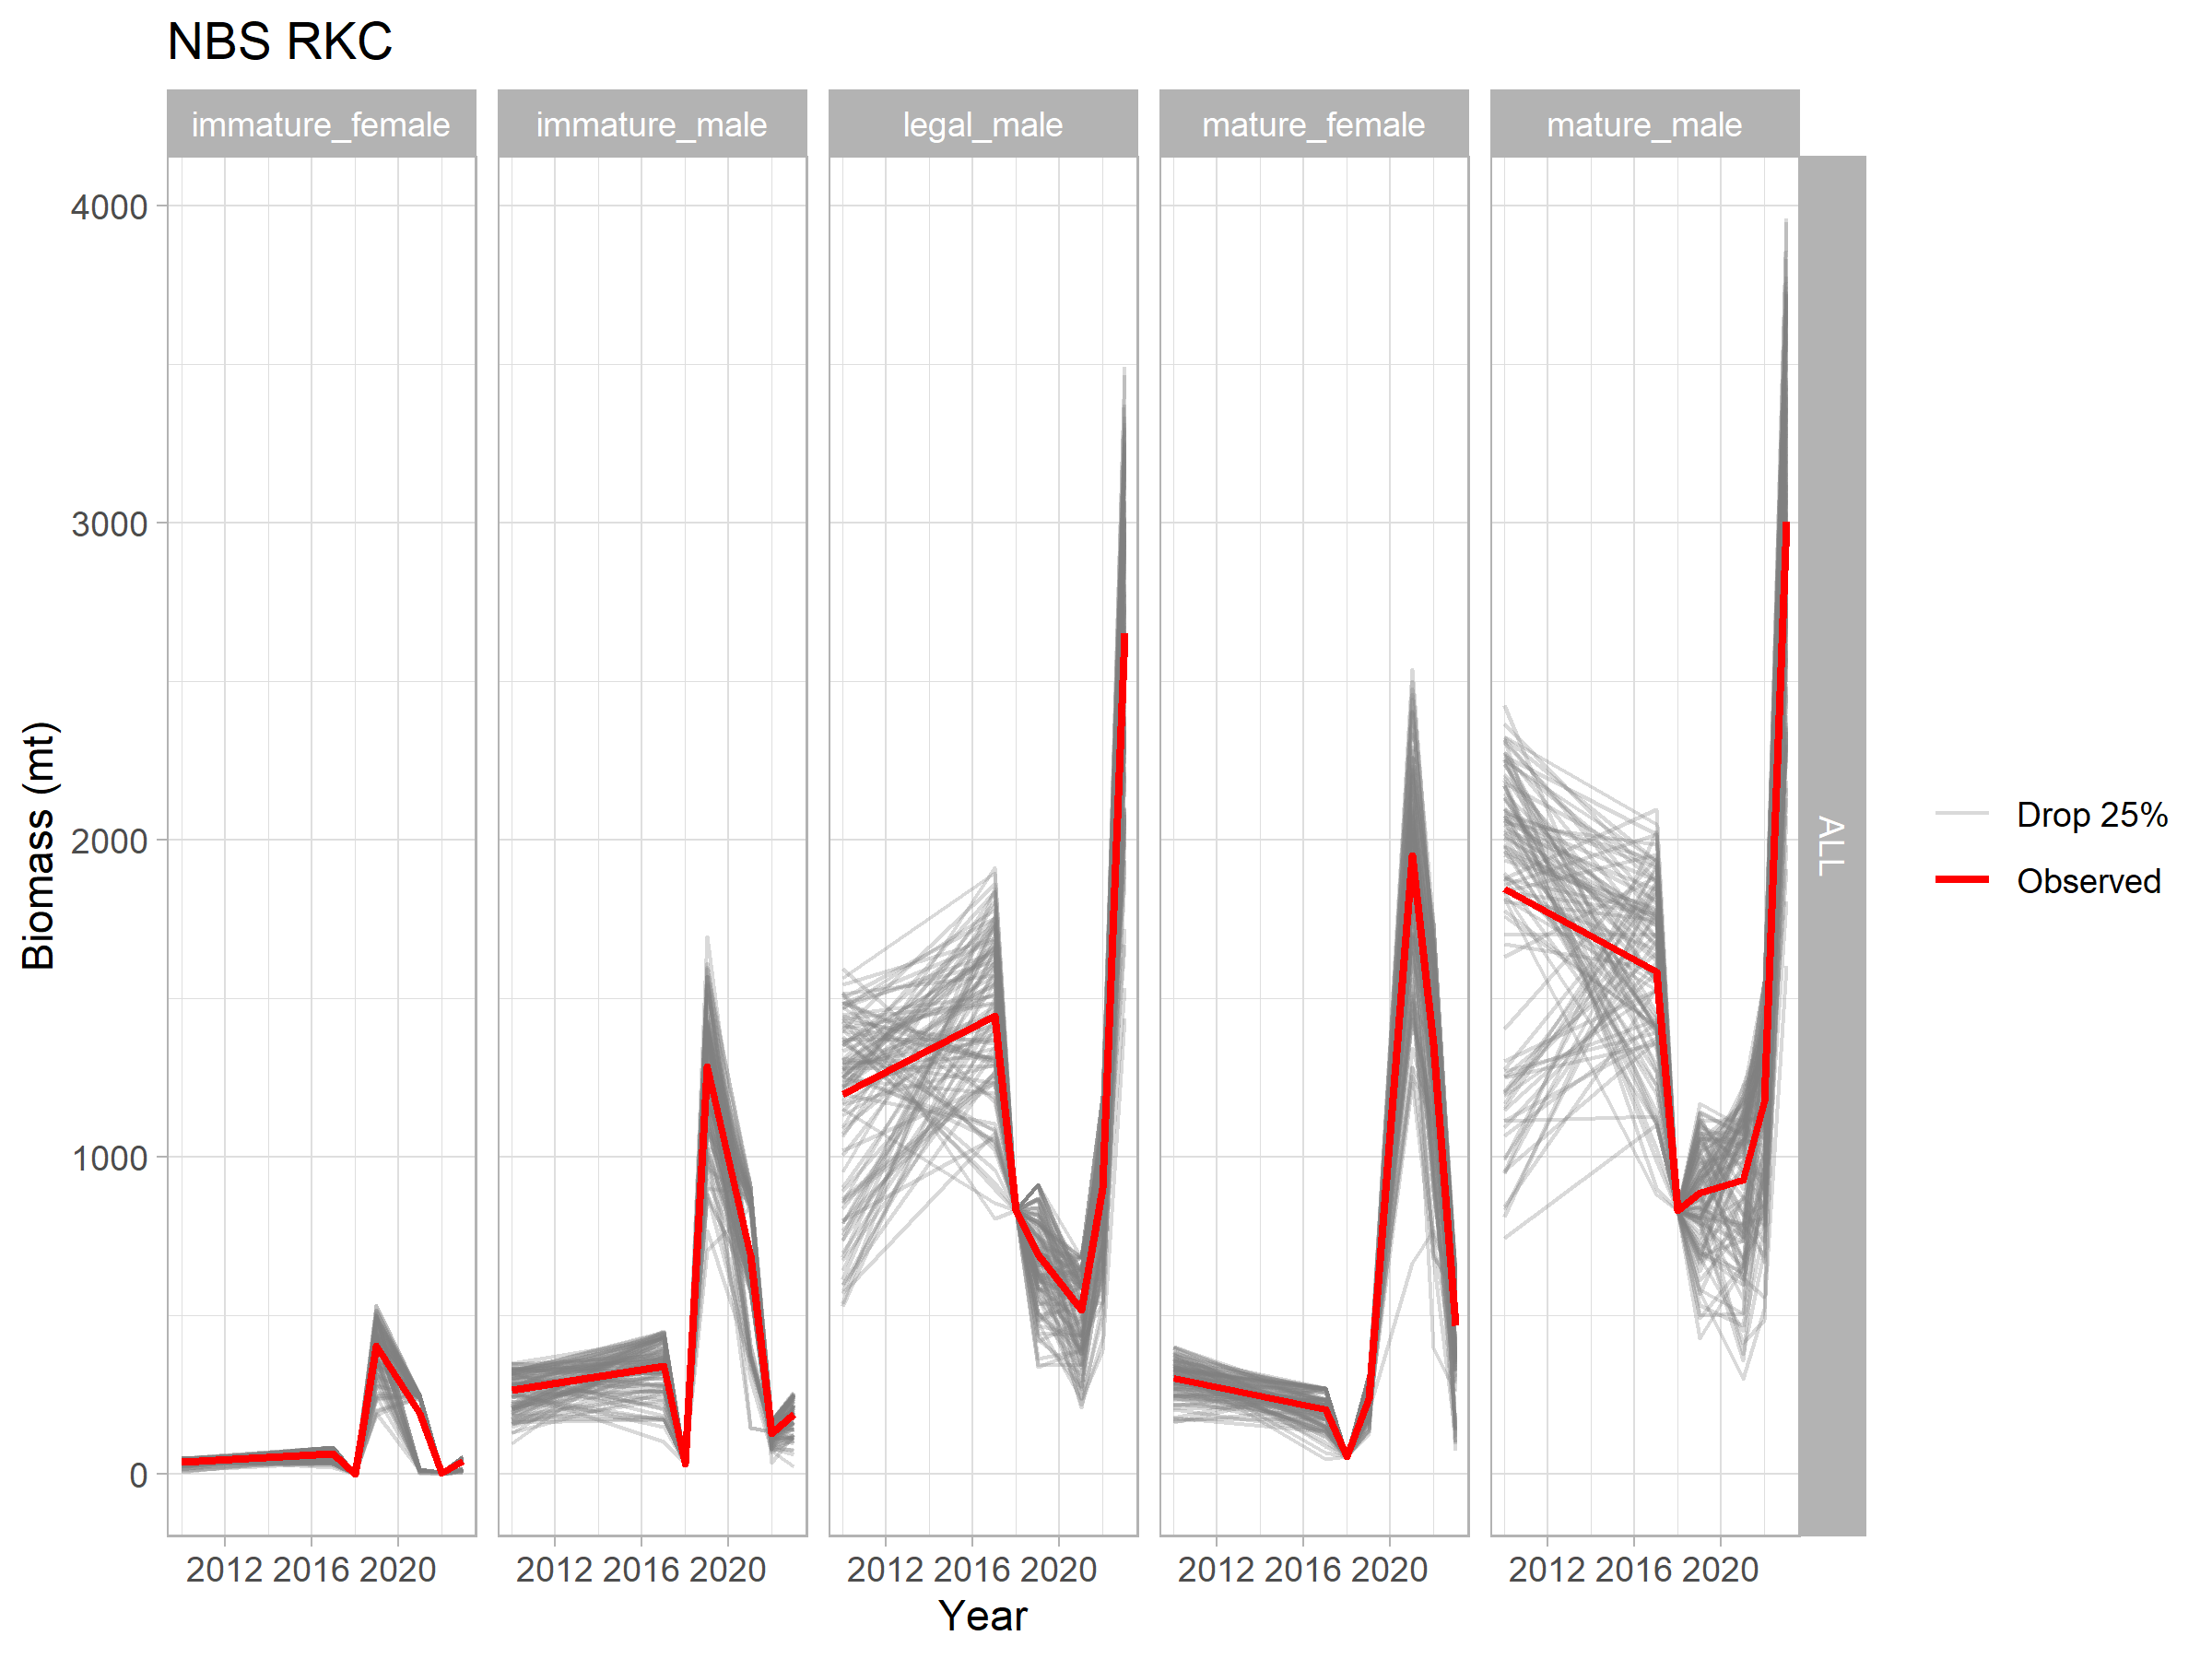 NBS RKC
immature_female immature_male legal_male mature_female mature_male
4000
3000
2000
1000
0
Biomass (mt)
ALL
Drop 25%
Observed
2012 2016 2020 2012 2016 2020 2012 2016 2020 2012 2016 2020 2012 2016 2020
Year